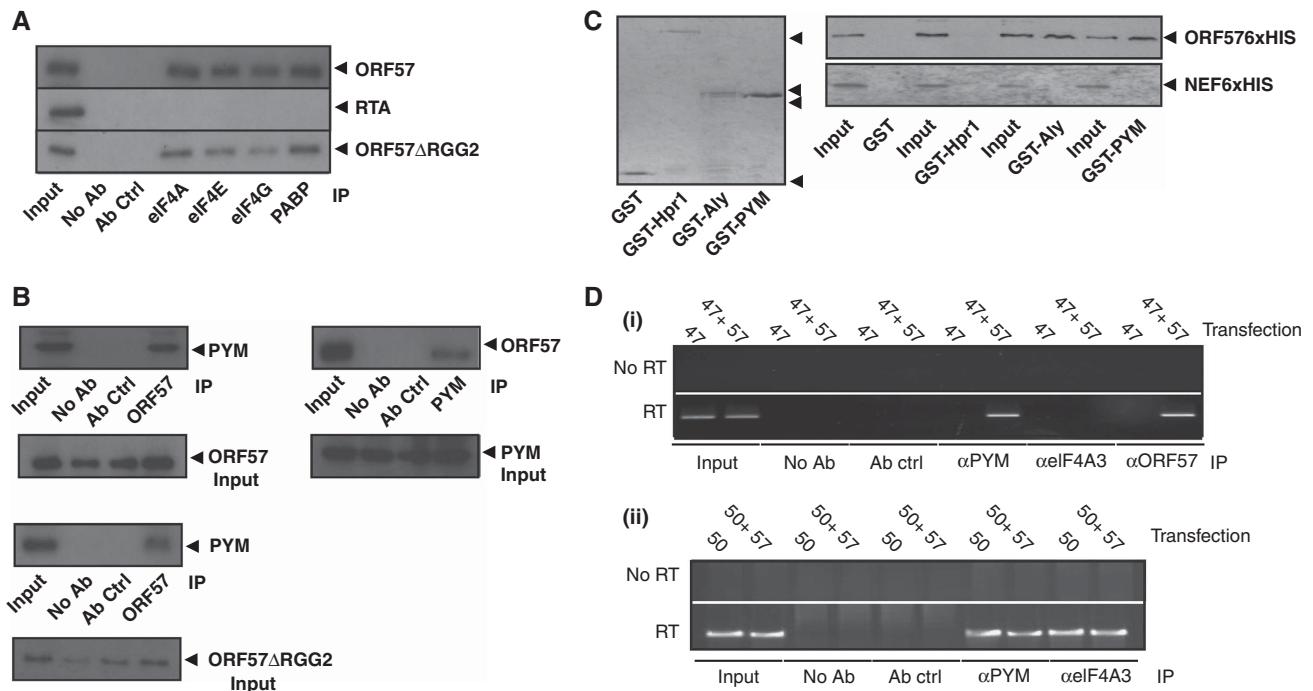 A
ORF57
RTA
ORF57ΔRGG2
Input
No Ab
Ab Ctrl
eIF4A
eIF4E
eIF4G
PABP
IP
B
PYM
Input
No Ab
Ab Ctrl
ORF57
IP
ORF57
Input
ORF57
Input
No Ab
Ab Ctrl
PYM
IP
PYM
Input
PYM
Input
No Ab
Ab Ctrl
ORF57
IP
ORF57ΔRGG2
Input
C
GST
GST-Hpr1
GST-Aly
GST-PYM
ORF576xHIS
NEF6xHIS
Input
GST
Input
GST-Hpr1
Input
GST-Aly
Input
GST-PYM
D
(i)
47
47+ 57
47
47+ 57
47
47+ 57
47
47+ 57
47
47+ 57
47
47+ 57
Transfection
No RT
RT
Input
No Ab
Ab ctrl
αPYM
αeIF4A3
αORF57
IP
(ii)
50
50+ 57
50
50+ 57
50
50+ 57
50
50+ 57
50
50+ 57
Transfection
No RT
RT
Input
No Ab
Ab ctrl
αPYM
αeIF4A3
IP